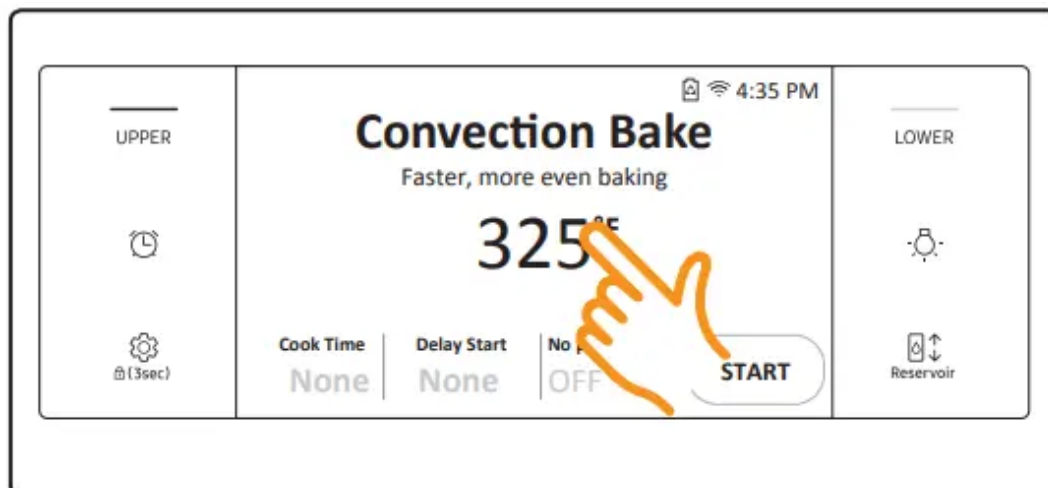 4:35 PM
UPPER
Convection Bake
LOWER
Faster, more even baking
325°F
Cook Time
Delay Start
No
None
None
OFF
START
(3sec)
Reservoir